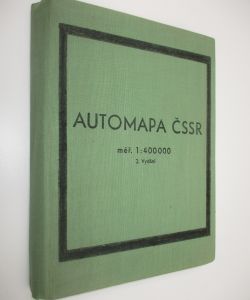 AUTOMAPA ČSSR
měř. 1:400000
2. Vydání